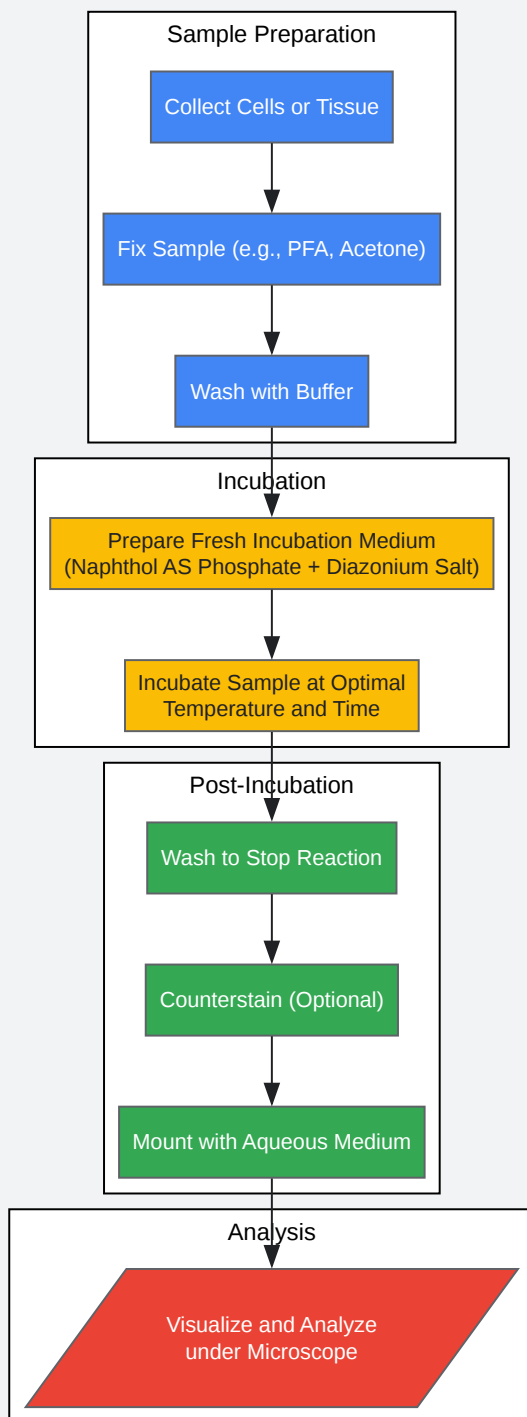 Sample Preparation
Collect Cells or Tissue
Fix Sample (e.g., PFA, Acetone)
Wash with Buffer
Incubation
Prepare Fresh Incubation Medium
(Naphthol AS Phosphate + Diazonium Salt)
Incubate Sample at Optimal
Temperature and Time
Post-Incubation
Wash to Stop Reaction
Counterstain (Optional)
Mount with Aqueous Medium
Analysis
Visualize and Analyze
under Microscope